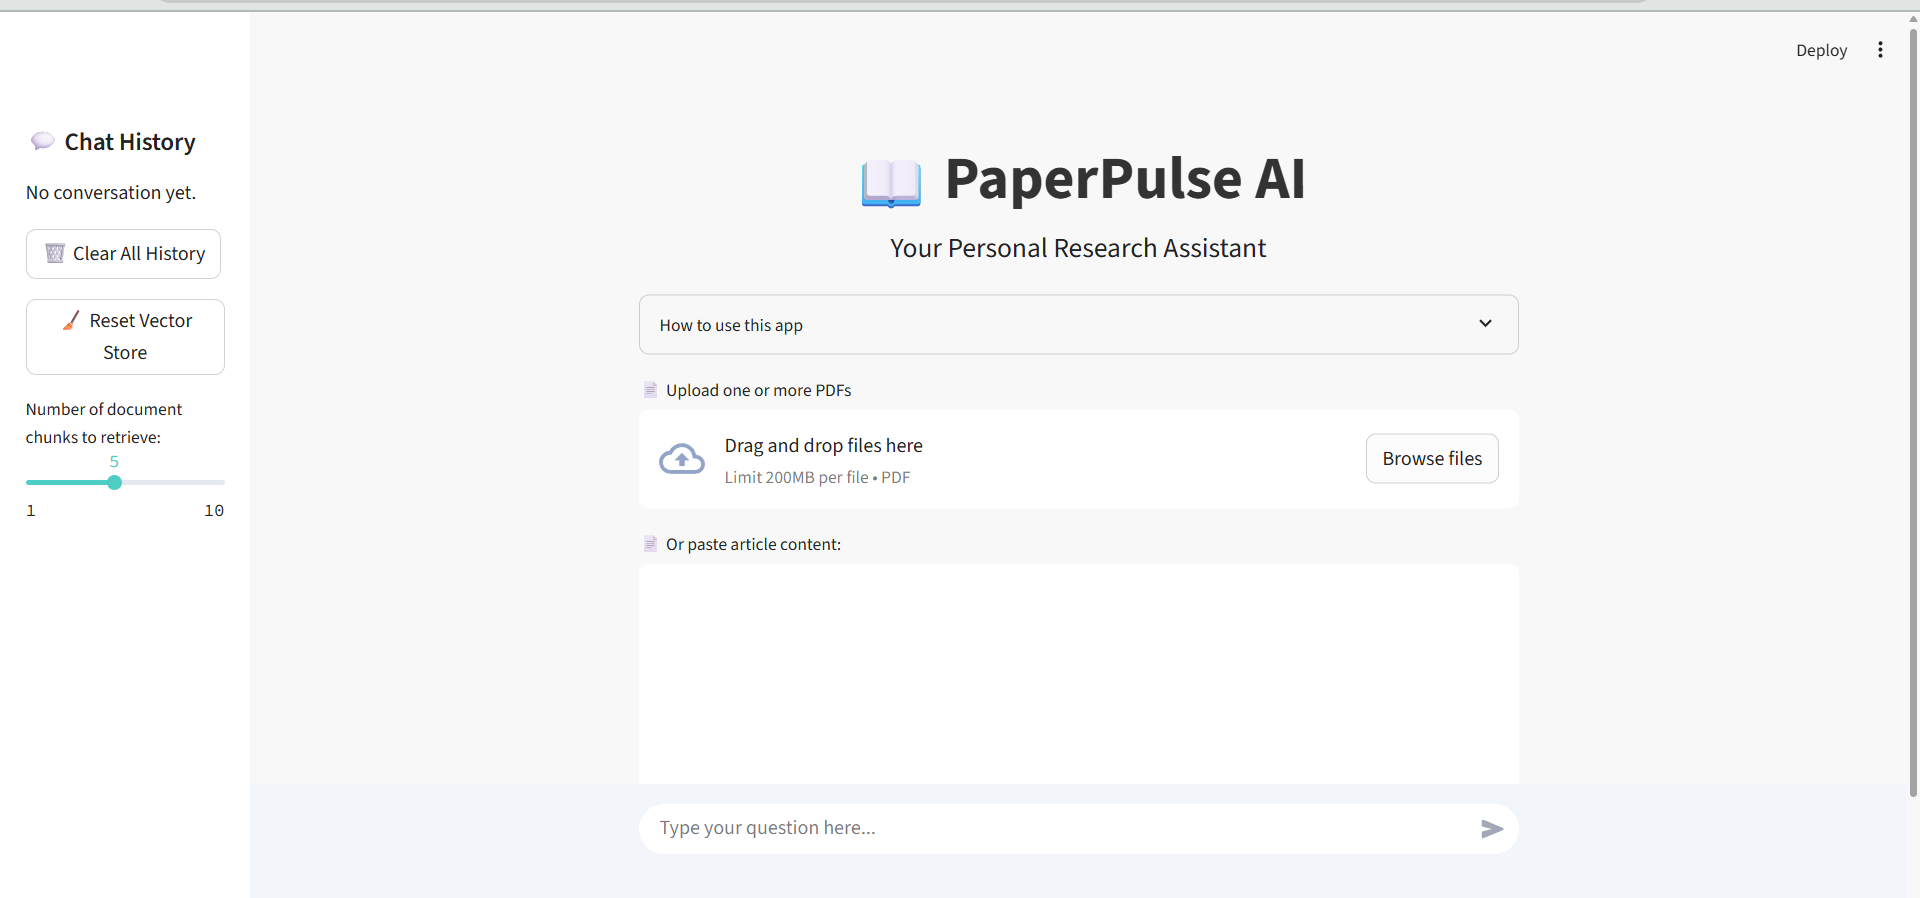 Deploy
💬 Chat History
No conversation yet.
🗑️ Clear All History
🧹 Reset Vector
Store
Number of document
chunks to retrieve:
5
1 10
📖 PaperPulse AI
Your Personal Research Assistant
How to use this app
📄 Upload one or more PDFs
Drag and drop files here
Limit 200MB per file • PDF
Browse files
📄 Or paste article content:
Type your question here...